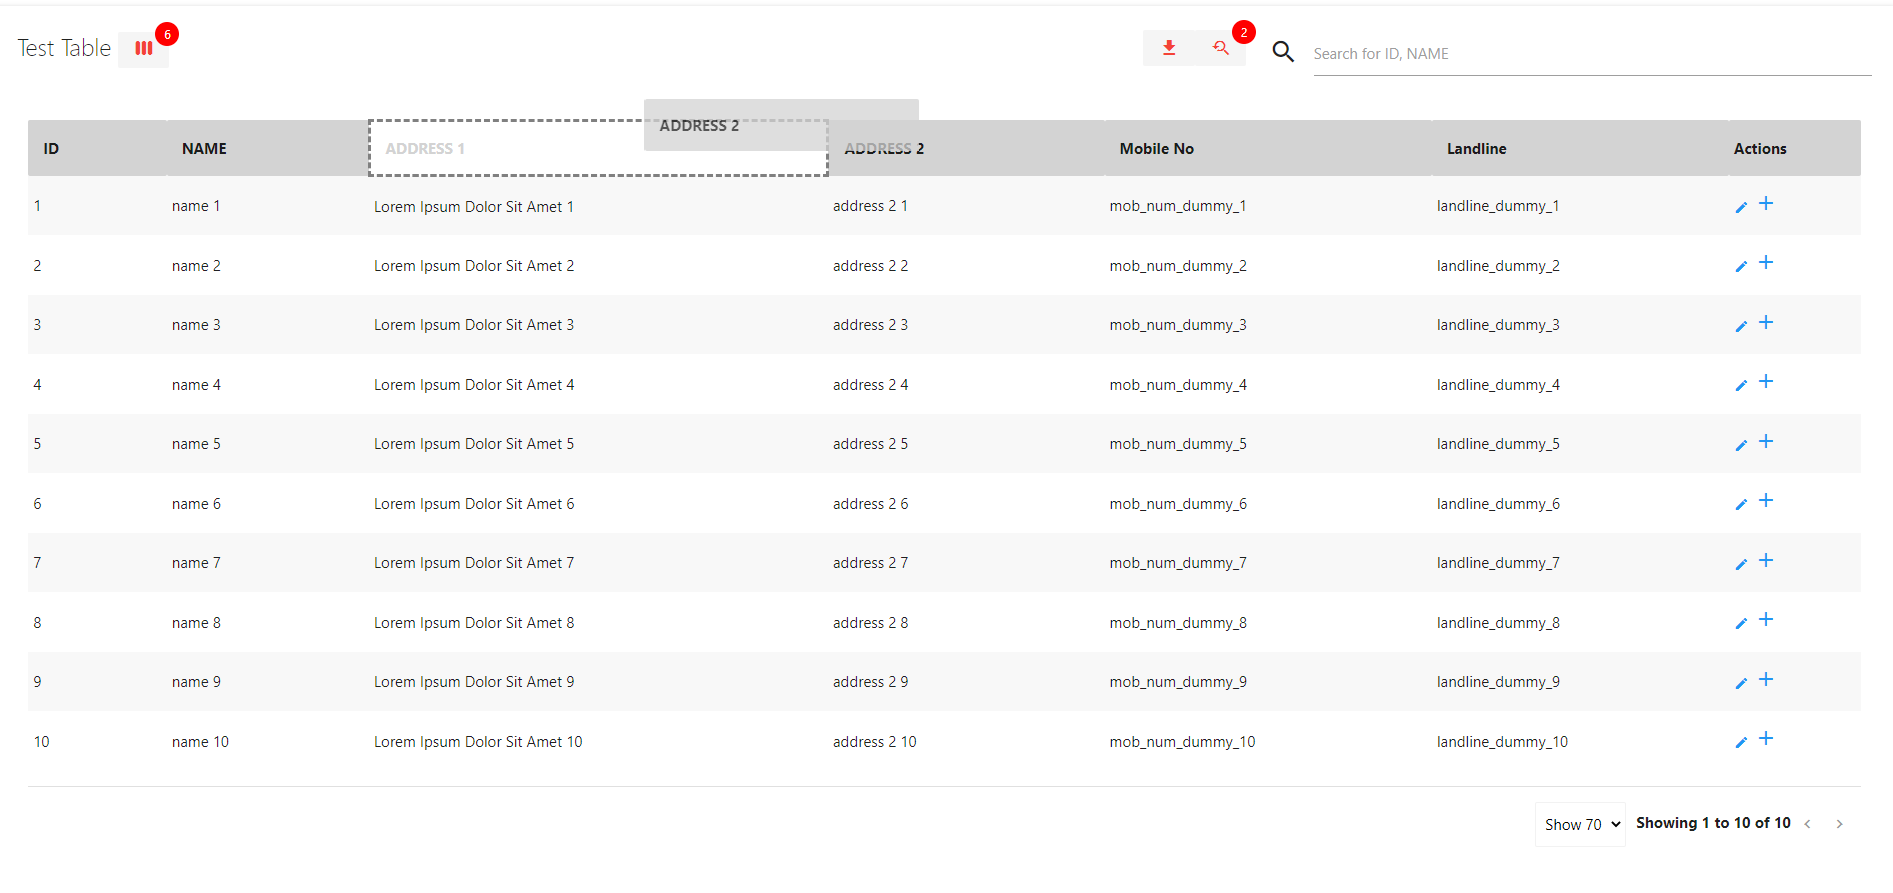 Test Table 6
2
Search for ID, NAME
ADDRESS 2
ID NAME ADDRESS 1 ADDRESS 2 Mobile No Landline Actions
1 name 1 Lorem Ipsum Dolor Sit Amet 1 address 2 1 mob_num_dummy_1 landline_dummy_1
2 name 2 Lorem Ipsum Dolor Sit Amet 2 address 2 2 mob_num_dummy_2 landline_dummy_2
3 name 3 Lorem Ipsum Dolor Sit Amet 3 address 2 3 mob_num_dummy_3 landline_dummy_3
4 name 4 Lorem Ipsum Dolor Sit Amet 4 address 2 4 mob_num_dummy_4 landline_dummy_4
5 name 5 Lorem Ipsum Dolor Sit Amet 5 address 2 5 mob_num_dummy_5 landline_dummy_5
6 name 6 Lorem Ipsum Dolor Sit Amet 6 address 2 6 mob_num_dummy_6 landline_dummy_6
7 name 7 Lorem Ipsum Dolor Sit Amet 7 address 2 7 mob_num_dummy_7 landline_dummy_7
8 name 8 Lorem Ipsum Dolor Sit Amet 8 address 2 8 mob_num_dummy_8 landline_dummy_8
9 name 9 Lorem Ipsum Dolor Sit Amet 9 address 2 9 mob_num_dummy_9 landline_dummy_9
10 name 10 Lorem Ipsum Dolor Sit Amet 10 address 2 10 mob_num_dummy_10 landline_dummy_10
Show 70 Showing 1 to 10 of 10